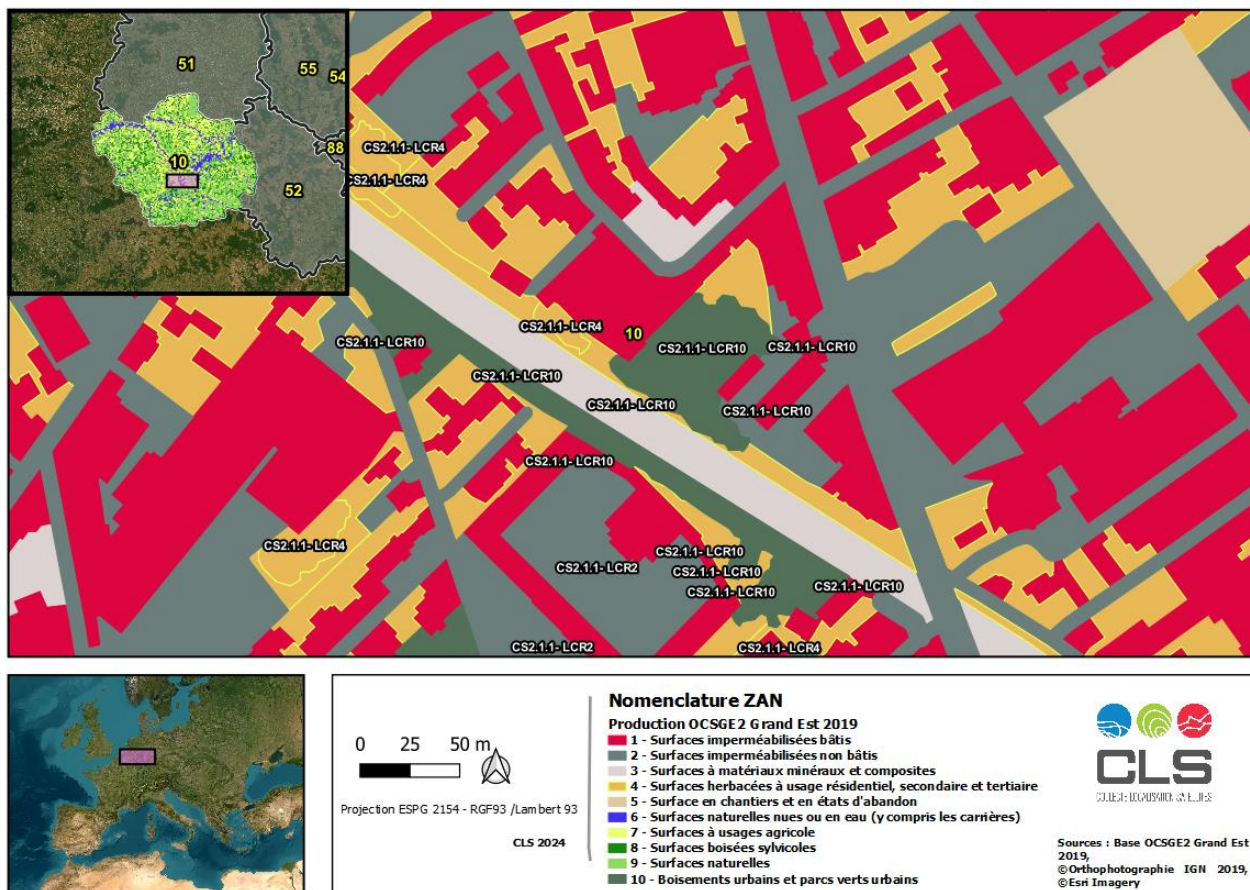 51
55
54
10
88
52
CS2.1.1- LCR4
CS2.1.1- LCR4
CS2.1.1- LCR4
10
CS2.1.1- LCR10
CS2.1.1- LCR10
CS2.1.1- LCR10
CS2.1.1- LCR10
CS2.1.1- LCR10
CS2.1.1- LCR10
CS2.1.1- LCR10
CS2.1.1- LCR4
CS2.1.1- LCR10
CS2.1.1- LCR2
CS2.1.1- LCR10
CS2.1.1- LCR10
CS2.1.1- LCR10
CS2.1.1- LCR2
CS2.1.1- LCR4
0 25 50 m
Projection ESPG 2154 - RGF93 /Lambert 93
CLS 2024
Nomenclature ZAN
Production OCSGE2 Grand Est 2019
1 - Surfaces imperméabilisées bâtis
2 - Surfaces imperméabilisées non bâtis
3 - Surfaces à matériaux minéraux et composites
4 - Surfaces herbacées à usage résidentiel, secondaire et tertiaire
5 - Surface en chantiers et en états d'abandon
6 - Surfaces naturelles nues ou en eau (y compris les carrières)
7 - Surfaces à usages agricole
8 - Surfaces boisées sylvicoles
9 - Surfaces naturelles
10 - Boisements urbains et parcs verts urbains
CLS
COLLECTE LOCALISATION SATELLITES
Sources : Base OCSGE2 Grand Est
2019,
©Orthophotographie IGN 2019,
©Esri Imagery